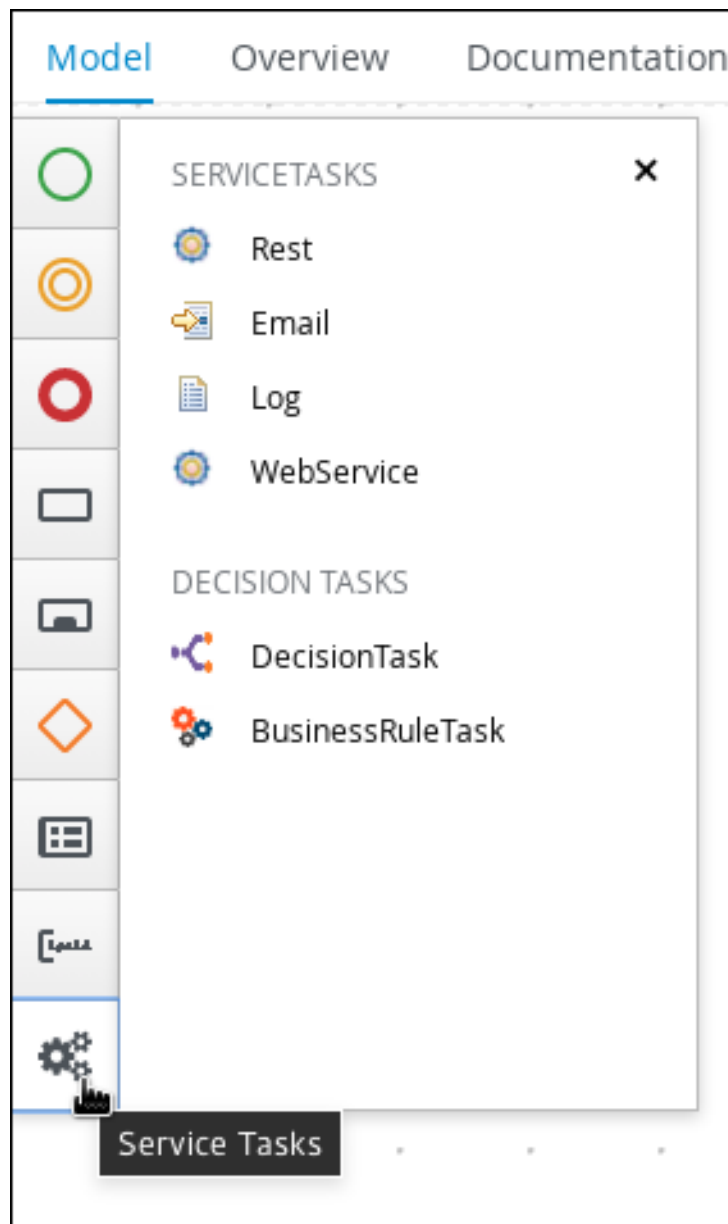 Model Overview Documentation
SERVICETASKS
Rest
Email
Log
WebService
DECISION TASKS
DecisionTask
BusinessRuleTask
Service Tasks